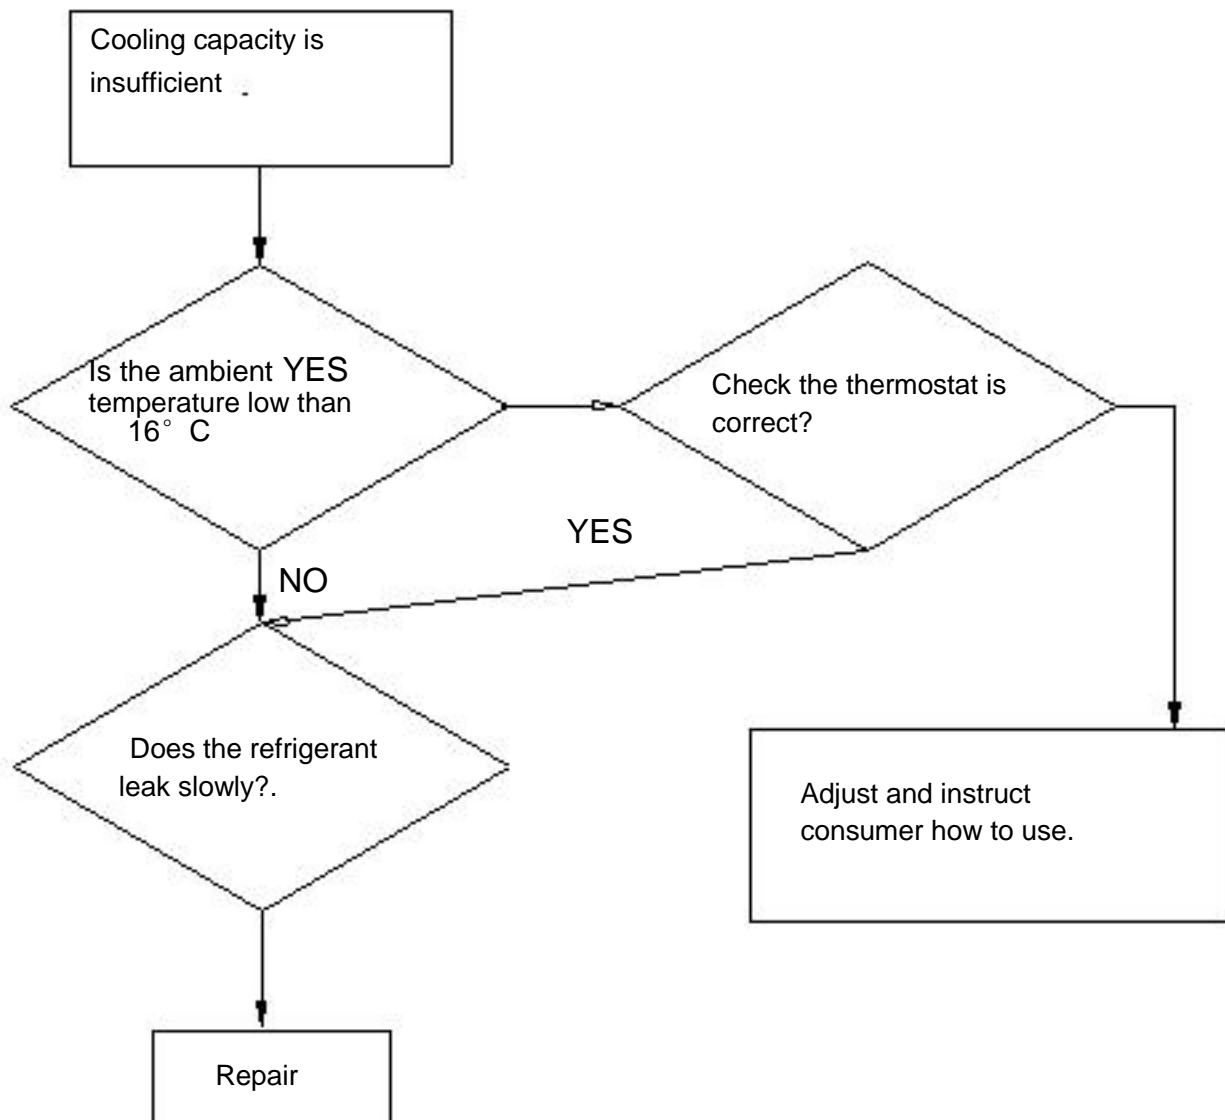 Cooling capacity is
insufficient .
Is the ambient YES
temperature low than
16° C
Check the thermostat is
correct?
YES
NO
Does the refrigerant
leak slowly?.
Adjust and instruct
consumer how to use.
Repair